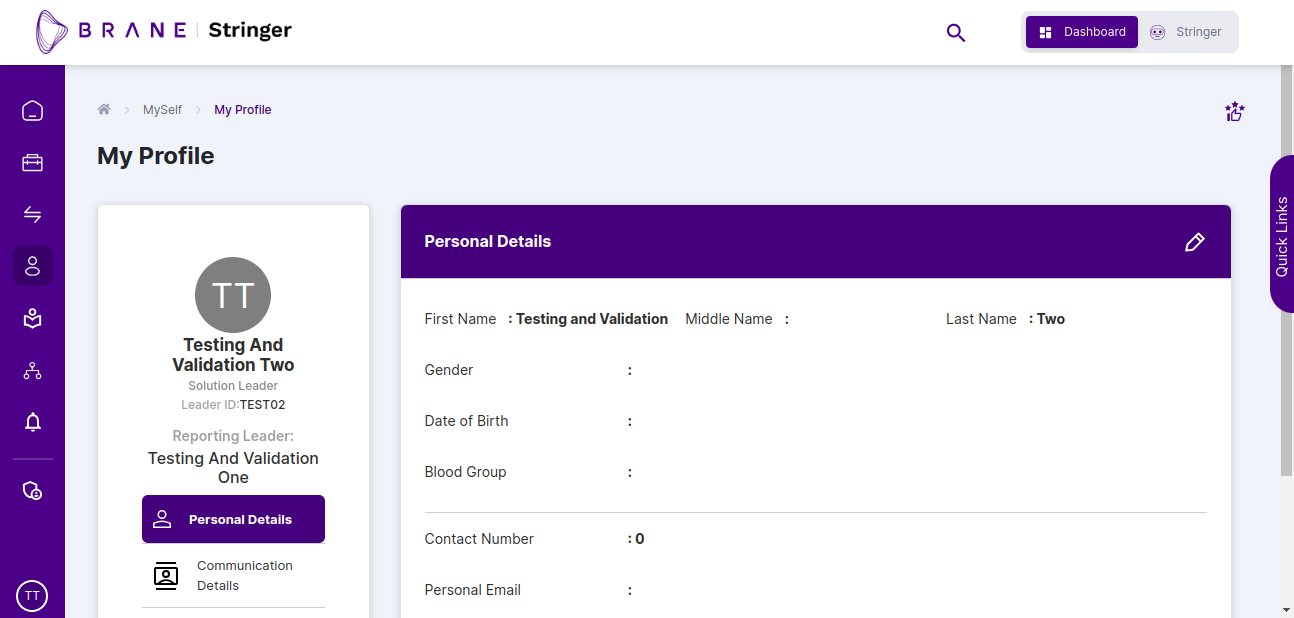 BRANE Stringer
Dashboard
Stringer
MySelf
My Profile
My Profile
Quick Links
TT
Testing And
Validation Two
Solution Leader
Leader ID:TEST02
Reporting Leader:
Testing And Validation
One
Personal Details
Communication
Details
Personal Details
First Name : Testing and Validation Middle Name : Last Name : Two
Gender :
Date of Birth :
Blood Group :
Contact Number : 0
Personal Email :
TT